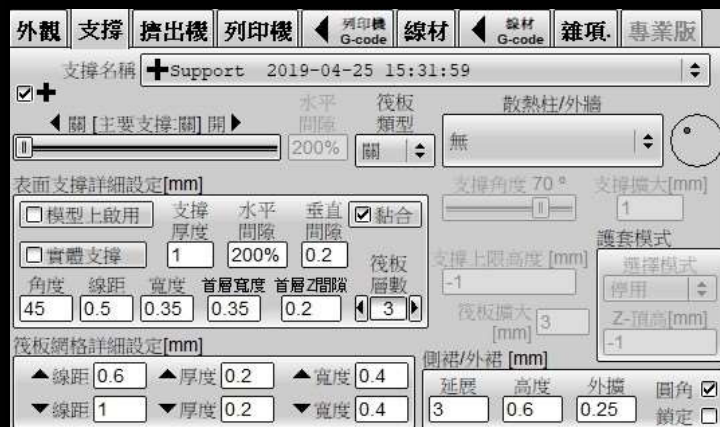 外觀 支撐 擠出機 列印機 ◀ 列印機 G-code 線材 ◀ 線材 G-code 雜項. 專業版
支撐名稱 ✚Support 2019-04-25 15:31:59
◀ 關 [主要支撐:關] 開 ▶ 水平間隙 200% 筏板類型 關 散熱柱/外牆 無
表面支撐詳細設定[mm] 支撐角度 70 ° 支撐擴大[mm]
模型上啟用 支撐厚度 水平間隙 垂直間隙 黏合 1
實體支撐 1 200% 0.2 筏板層數 支撐上限高度 [mm] 護套模式
角度 線距 寬度 首層寬度 首層Z間隙 -1 選擇模式
45 0.5 0.35 0.35 0.2 3 筏板擴大 [mm] 3 停用
Z-頂高[mm]
-1
筏板網格詳細設定[mm] 側裙/外裙 [mm]
▲線距 0.6 ▲厚度 0.2 ▲寬度 0.4 延展 高度 外擴 圓角
▼線距 1 ▼厚度 0.2 ▼寬度 0.4 3 0.6 0.25 鎖定